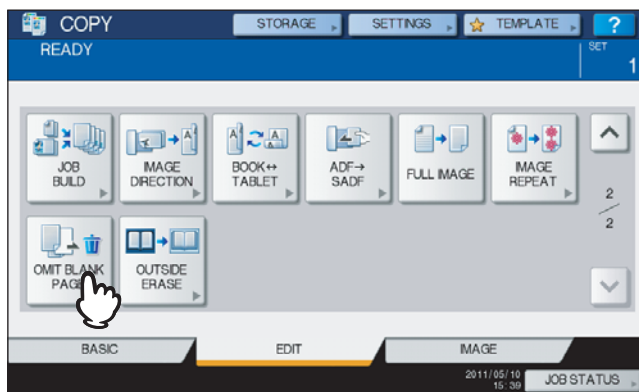 COPY
STORAGE
SETTINGS
TEMPLATE
?
READY
SET
1
JOB
BUILD
IMAGE
DIRECTION
BOOK↔
TABLET
ADF→
SADF
FULL IMAGE
IMAGE
REPEAT
2
2
OMIT BLANK
PAGE
OUTSIDE
ERASE
BASIC
EDIT
IMAGE
2011/05/10
15:39
JOB STATUS